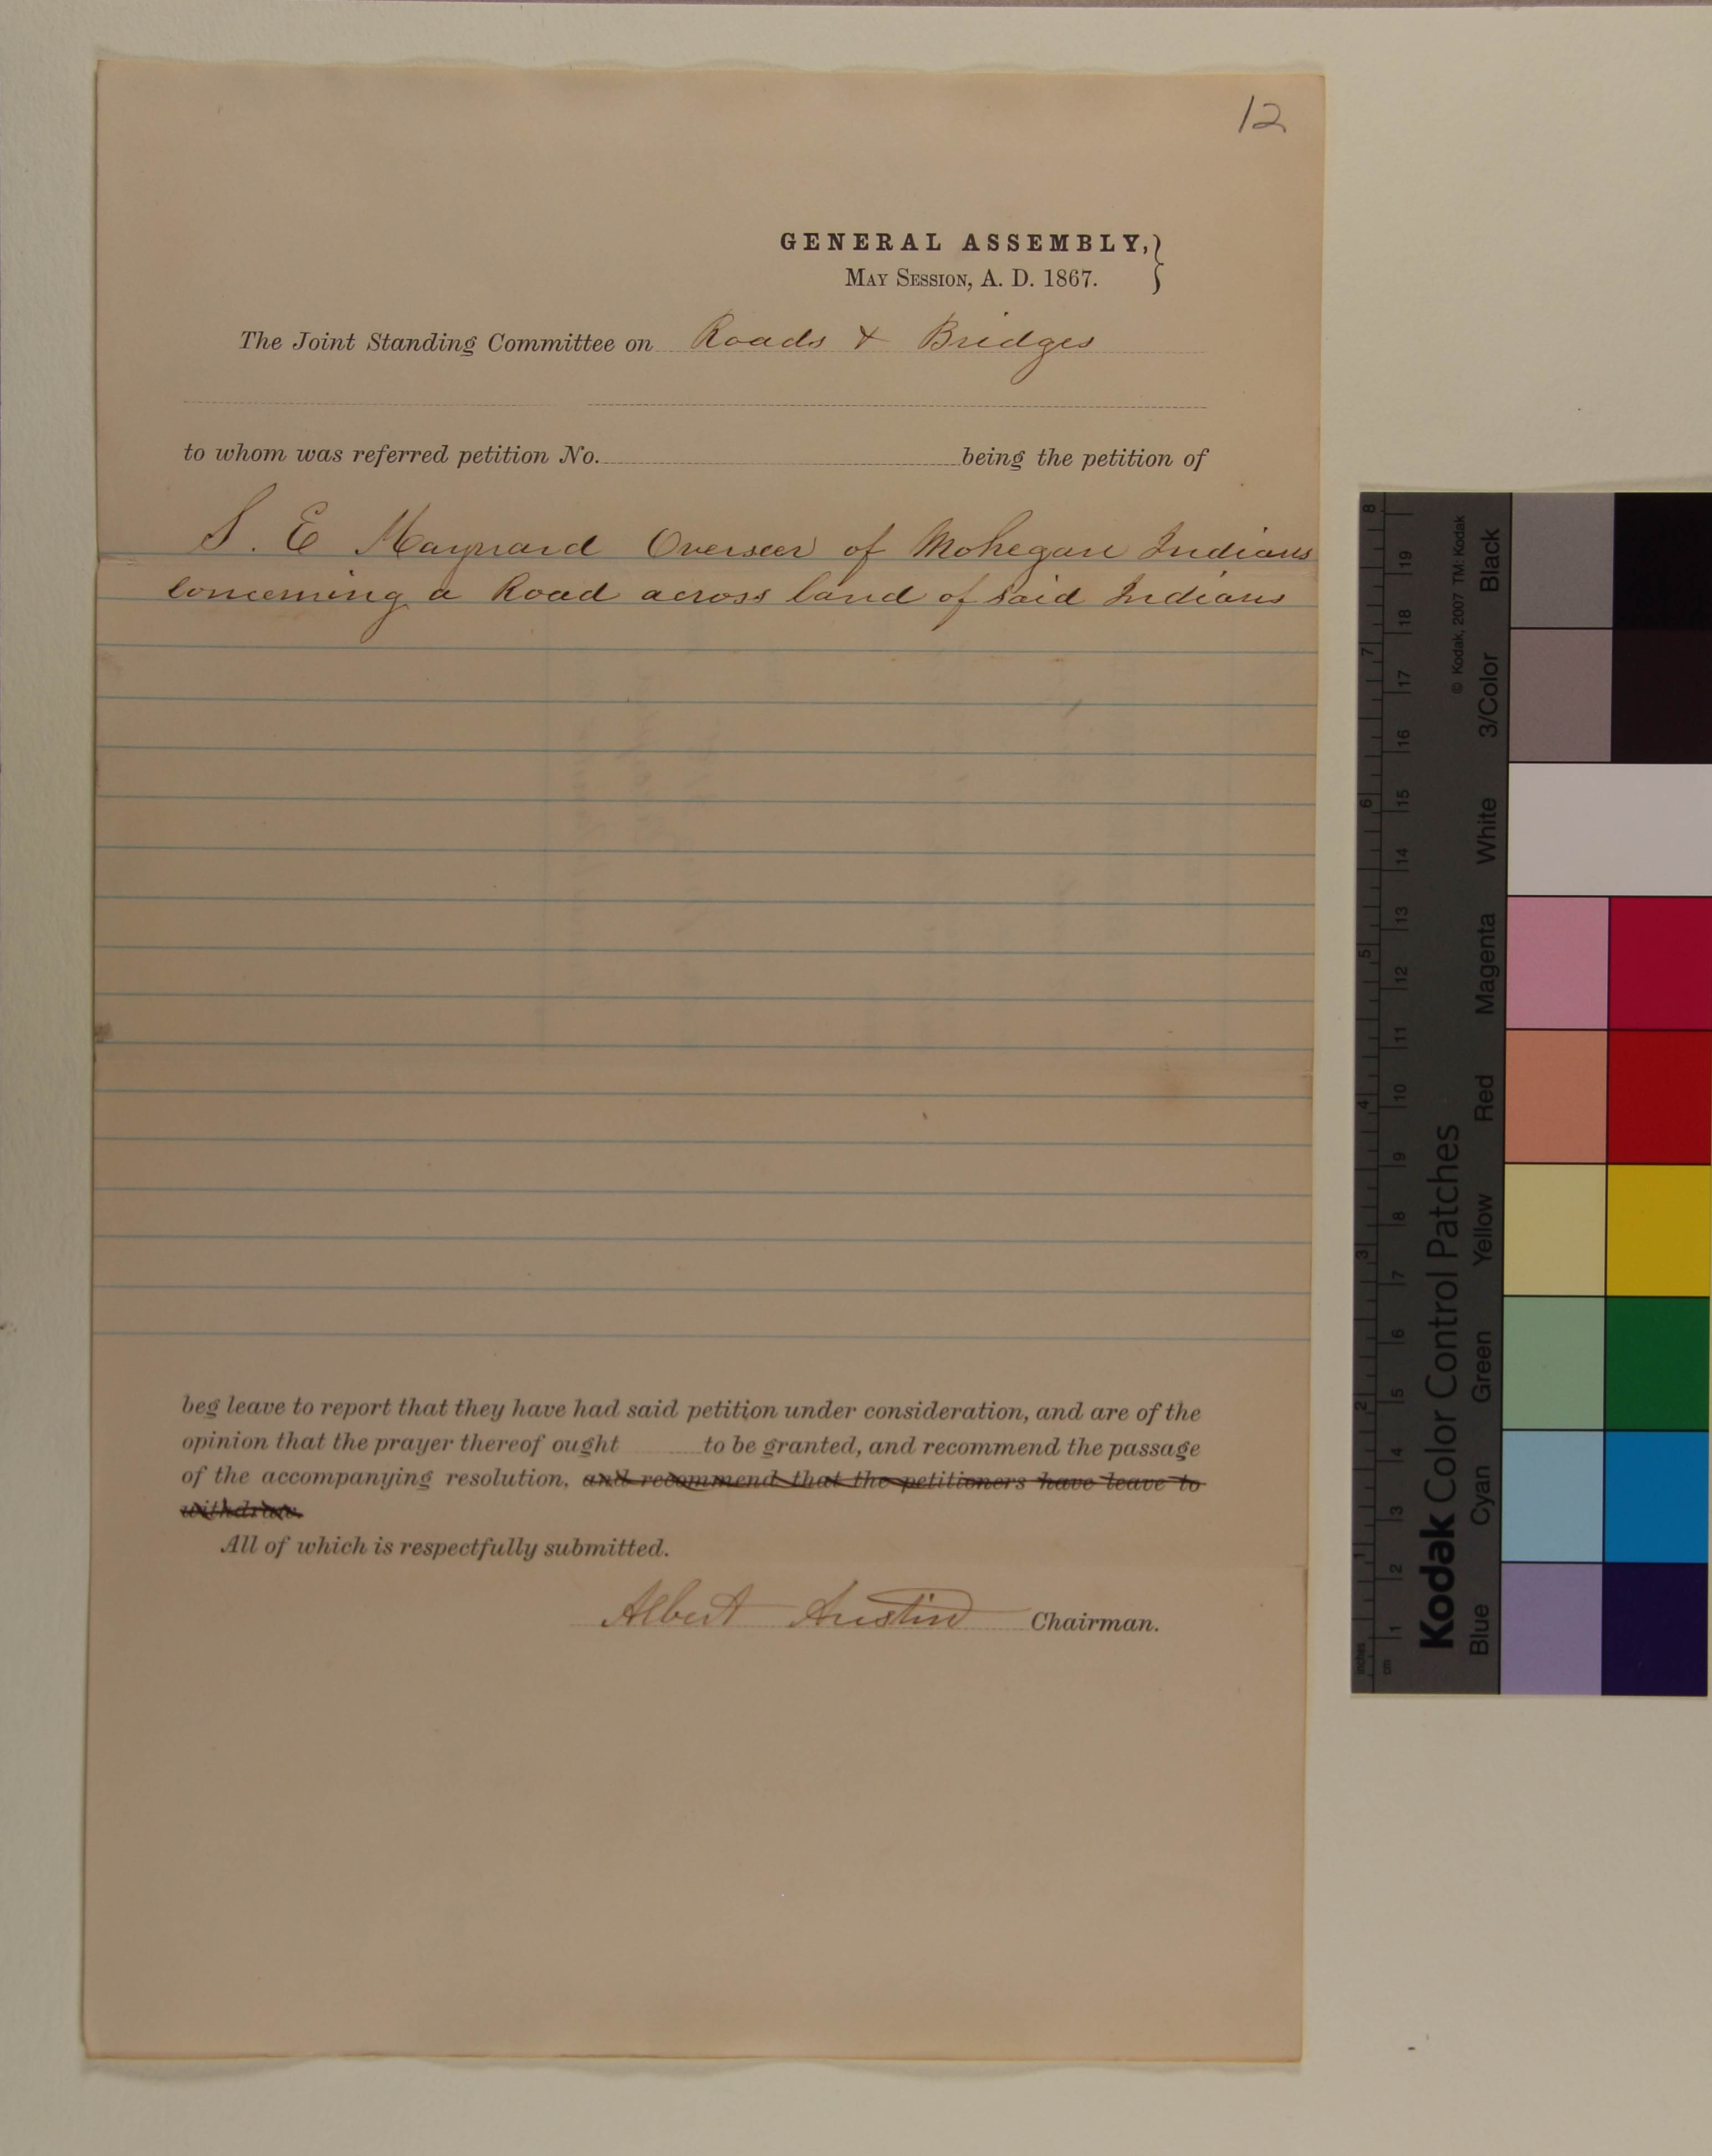 12
GENERAL ASSEMBLY,}
MAY SESSION, A. D. 1867.
The Joint Standing Committee on Roads & Bridges
to whom was referred petition No. being the petition of
S. E Maynard Overseer of Mohegan Indians
Concerning a Road across land of said Indians
beg leave to report that they have had said petition under consideration, and are of the
opinion that the prayer thereof ought to be granted, and recommend the passage
of the accompanying resolution, and recommend that the petitioners have leave to
withdraw.
All of which is respectfully submitted.
Albert Austin Chairman.
Kodak Color Control Patches
© Kodak, 2007 TM: Kodak
Blue Cyan Green Yellow Red Magenta White 3/Color Black
inches 1 2 3 4 5 6 7 8
cm 1 2 3 4 5 6 7 8 9 10 11 12 13 14 15 16 17 18 19